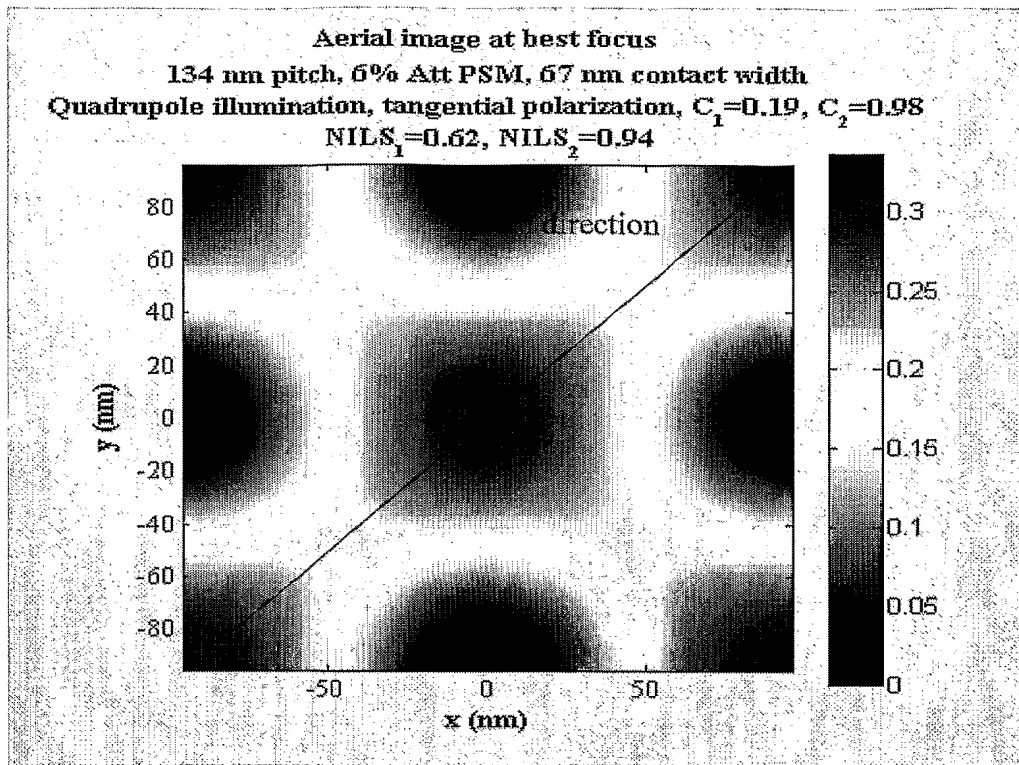 Aerial image at best focus
134 nm pitch, 6% Att PSM, 67 nm contact width
Quadrupole illumination, tangential polarization, C₁=0.19, C₂=0.98
NILS₁=0.62, NILS₂=0.94
direction
80
60
40
20
0
-20
-40
-60
-80
y (nm)
-50
0
50
x (nm)
0.3
0.25
0.2
0.15
0.1
0.05
0